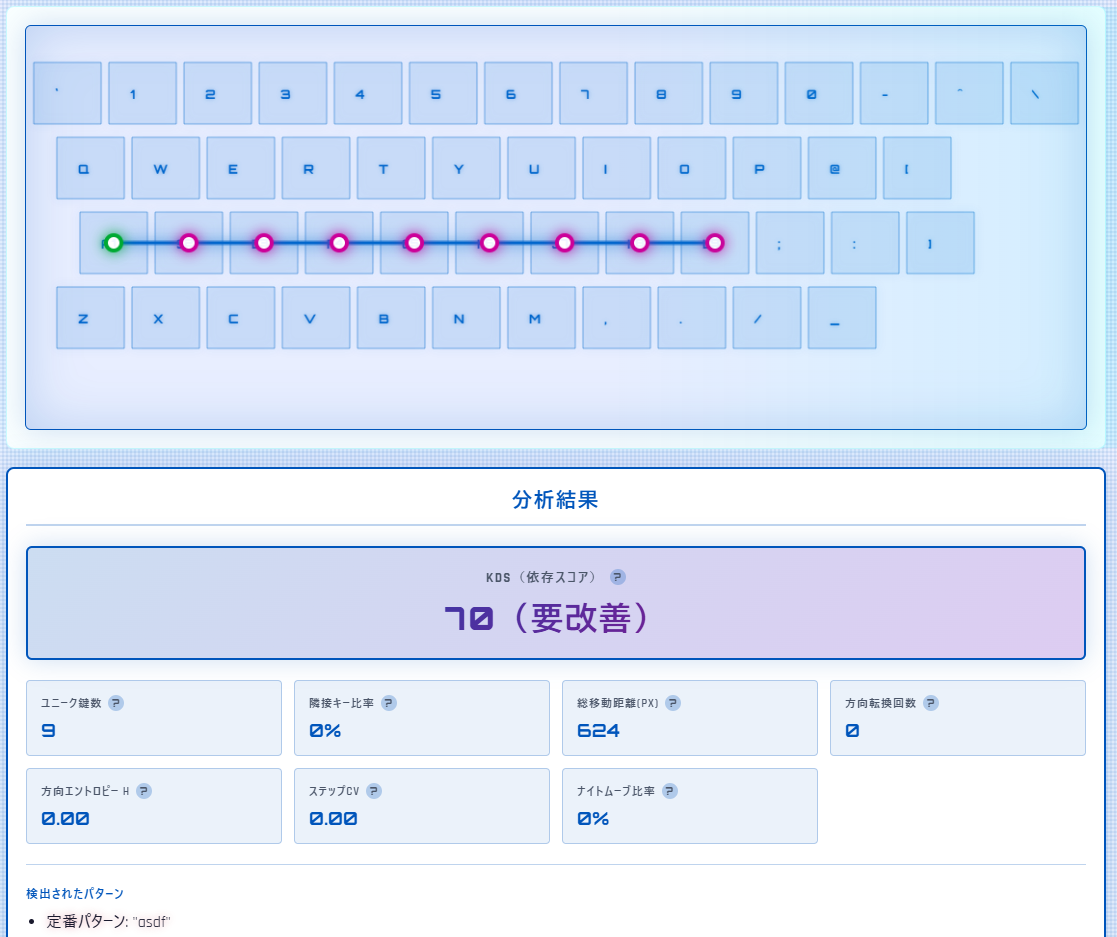 ` 1 2 3 4 5 6 7 8 9 0 - ^ \
Q W E R T Y U I O P @ [
; : ]
Z X C V B N M , . / _
分析結果
KDS（依存スコア） ?
70（要改善）
ユニーク鍵数 ?
9
隣接キー比率 ?
0%
総移動距離(PX) ?
624
方向転換回数 ?
0
方向エントロピー H ?
0.00
ステップCV ?
0.00
ナイトムーブ比率 ?
0%
検出されたパターン
• 定番パターン: "asdf"